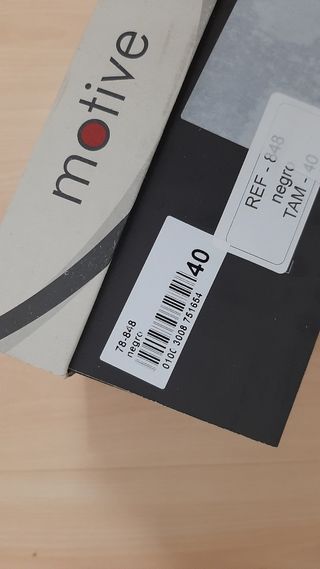 motive
REF - 848
negro
TAM - 40
78.848
negro
40
010C 3008 751654